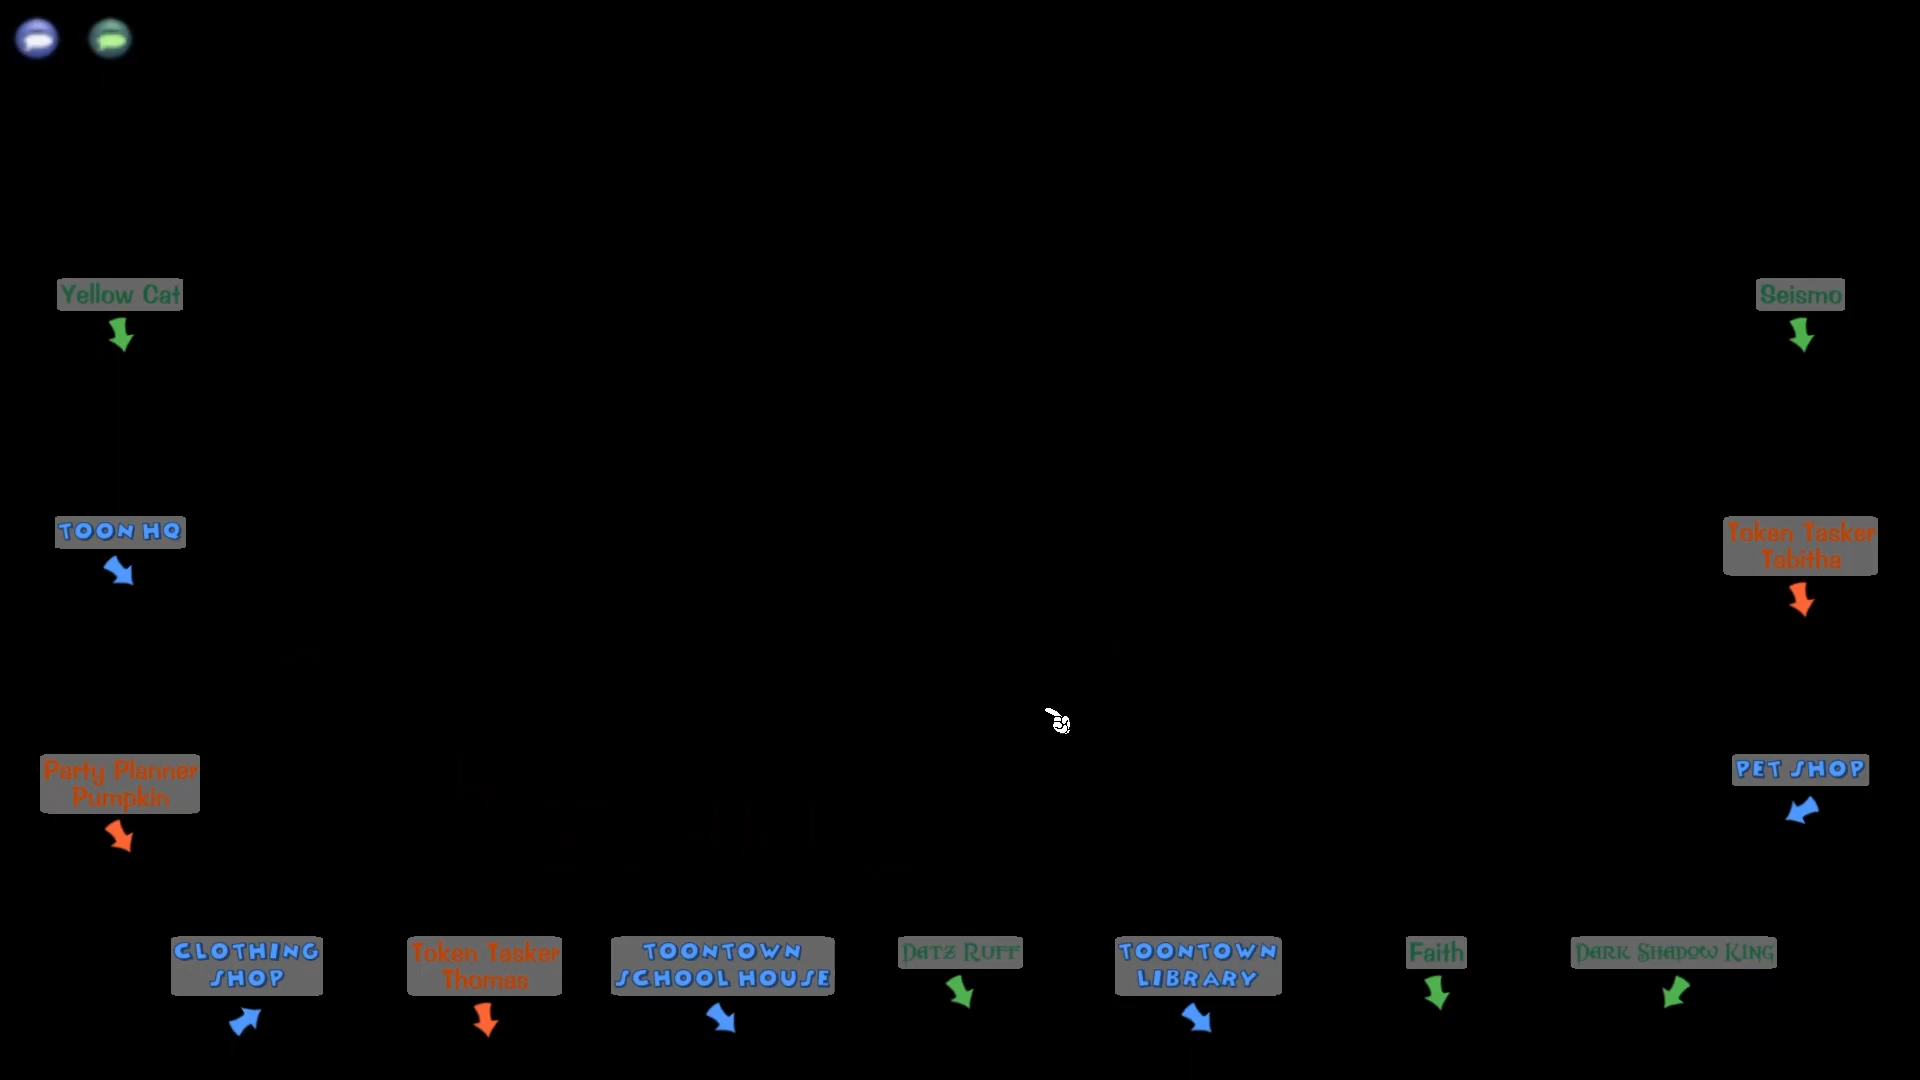 Yellow Cat
Seismo
TOON HQ
Token Tasker
Tabitha
Party Planner
Pumpkin
PET SHOP
CLOTHING
SHOP
Token Tasker
Thomas
TOONTOWN
SCHOOL HOUSE
Datz Ruff
TOONTOWN
LIBRARY
Faith
Dark Shadow King